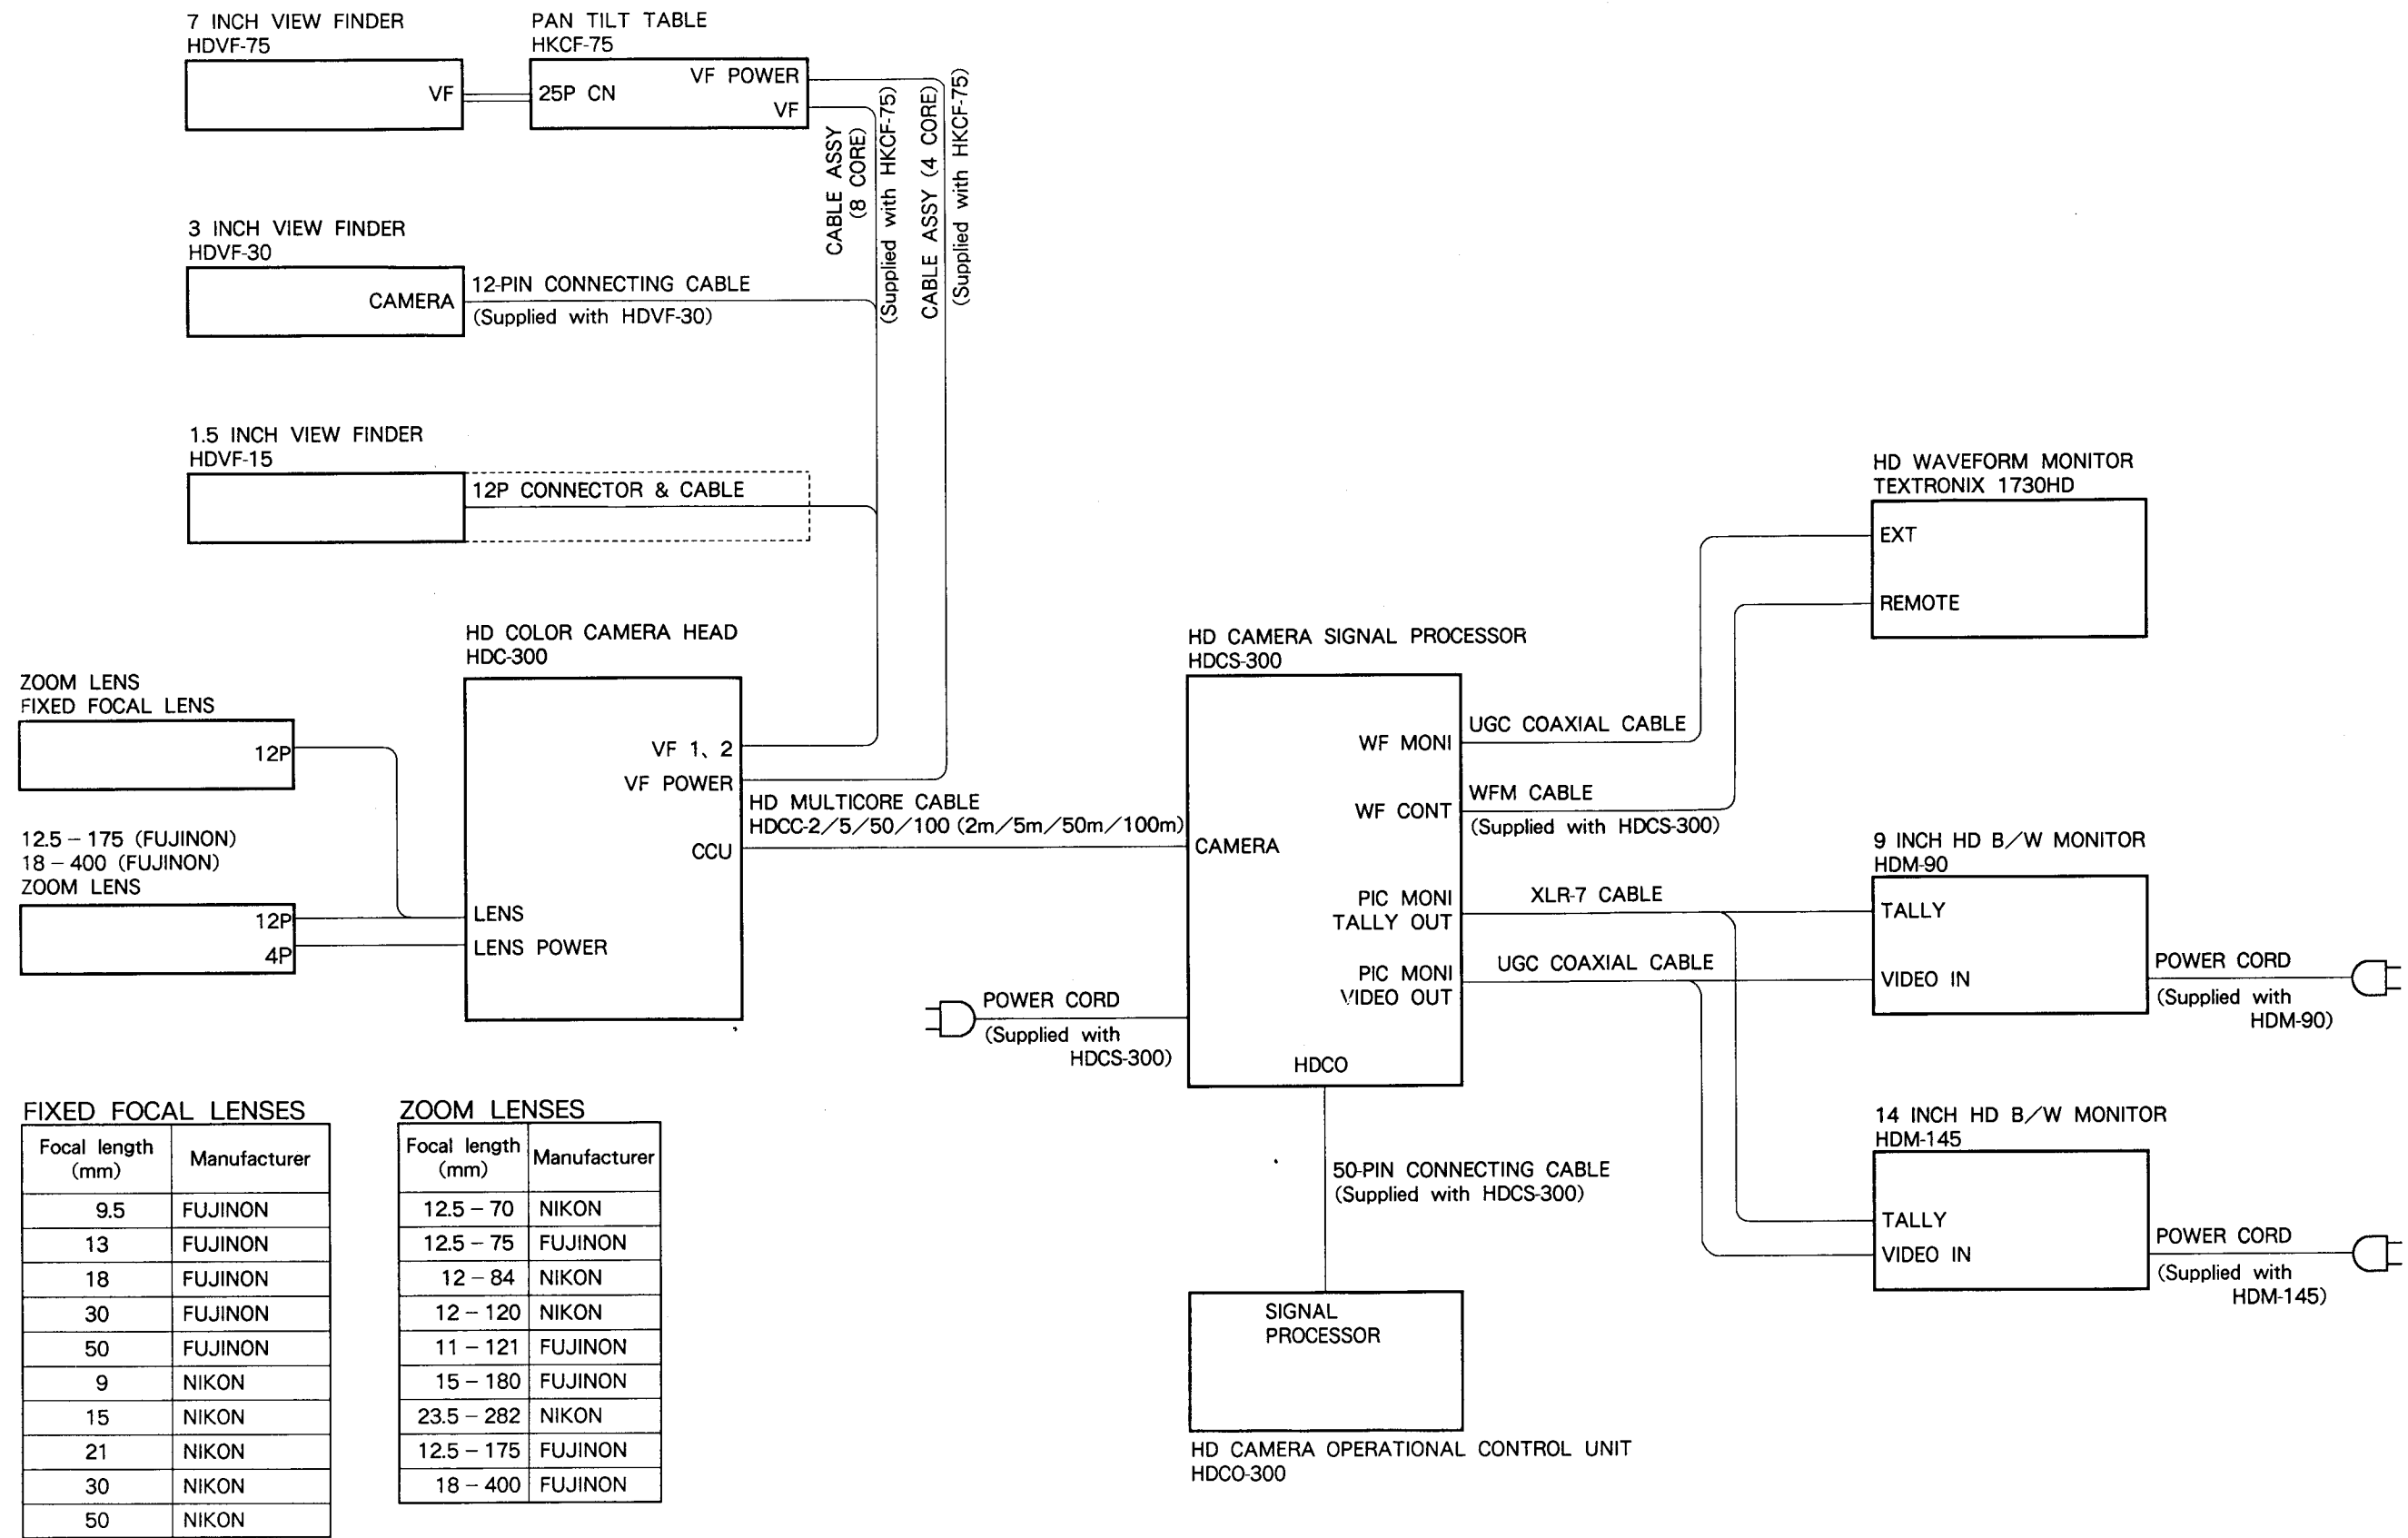 7 INCH VIEW FINDER
HDVF-75
VF
PAN TILT TABLE
HKCF-75
25P CN
VF POWER
VF
CABLE ASSY
(8 CORE)
(Supplied with HKCF-75)
CABLE ASSY (4 CORE)
(Supplied with HKCF-75)
3 INCH VIEW FINDER
HDVF-30
CAMERA
12-PIN CONNECTING CABLE
(Supplied with HDVF-30)
1.5 INCH VIEW FINDER
HDVF-15
12P CONNECTOR & CABLE
HD COLOR CAMERA HEAD
HDC-300
VF 1、2
VF POWER
CCU
LENS
LENS POWER
ZOOM LENS
FIXED FOCAL LENS
12P
12.5 – 175 (FUJINON)
18 – 400 (FUJINON)
ZOOM LENS
12P
4P
HD MULTICORE CABLE
HDCC-2/5/50/100 (2m/5m/50m/100m)
HD CAMERA SIGNAL PROCESSOR
HDCS-300
CAMERA
WF MONI
WF CONT
PIC MONI
TALLY OUT
PIC MONI
VIDEO OUT
HDCO
POWER CORD
(Supplied with
HDCS-300)
UGC COAXIAL CABLE
WFM CABLE
(Supplied with HDCS-300)
XLR-7 CABLE
UGC COAXIAL CABLE
HD WAVEFORM MONITOR
TEXTRONIX 1730HD
EXT
REMOTE
9 INCH HD B/W MONITOR
HDM-90
TALLY
VIDEO IN
POWER CORD
(Supplied with
HDM-90)
14 INCH HD B/W MONITOR
HDM-145
TALLY
VIDEO IN
POWER CORD
(Supplied with
HDM-145)
50-PIN CONNECTING CABLE
(Supplied with HDCS-300)
SIGNAL
PROCESSOR
HD CAMERA OPERATIONAL CONTROL UNIT
HDCO-300
FIXED FOCAL LENSES
Focal length
(mm)
Manufacturer
9.5 FUJINON
13 FUJINON
18 FUJINON
30 FUJINON
50 FUJINON
9 NIKON
15 NIKON
21 NIKON
30 NIKON
50 NIKON
ZOOM LENSES
Focal length
(mm)
Manufacturer
12.5 – 70 NIKON
12.5 – 75 FUJINON
12 – 84 NIKON
12 – 120 NIKON
11 – 121 FUJINON
15 – 180 FUJINON
23.5 – 282 NIKON
12.5 – 175 FUJINON
18 – 400 FUJINON